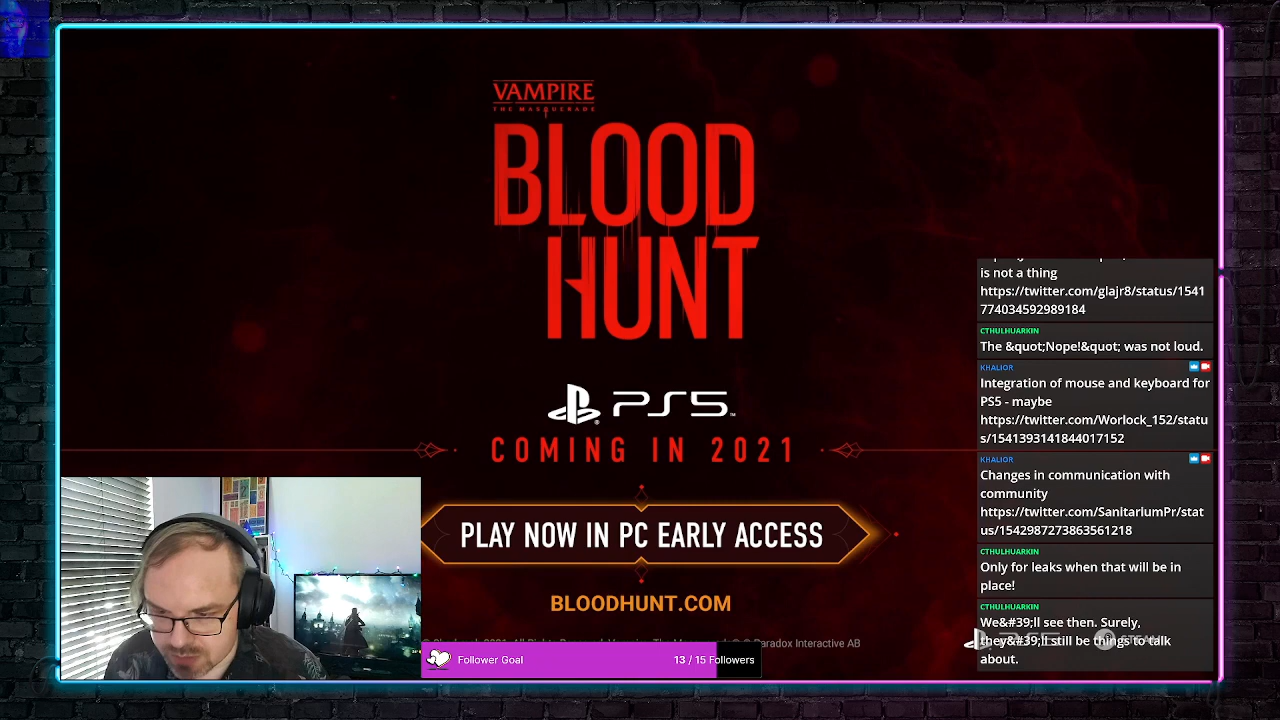 VAMPIRE
THE MASQUERADE
BLOOD
HUNT
PS5
COMING IN 2021
PLAY NOW IN PC EARLY ACCESS
BLOODHUNT.COM
Paradox Interactive AB
Follower Goal
13 / 15 Followers
is not a thing
https://twitter.com/glajr8/status/1541
774034592989184
CTHULHUARKIN
The &quot;Nope!&quot; was not loud.
KHALIOR
Integration of mouse and keyboard for
PS5 - maybe
https://twitter.com/Worlock_152/statu
s/1541393141844017152
KHALIOR
Changes in communication with
community
https://twitter.com/SanitarlumPr/stat
us/1542987273863561218
CTHULHUARKIN
Only for leaks when that will be in
place!
CTHULHUARKIN
We&#39;ll see then. Surely,
they&#39;ll still be things to talk
about.